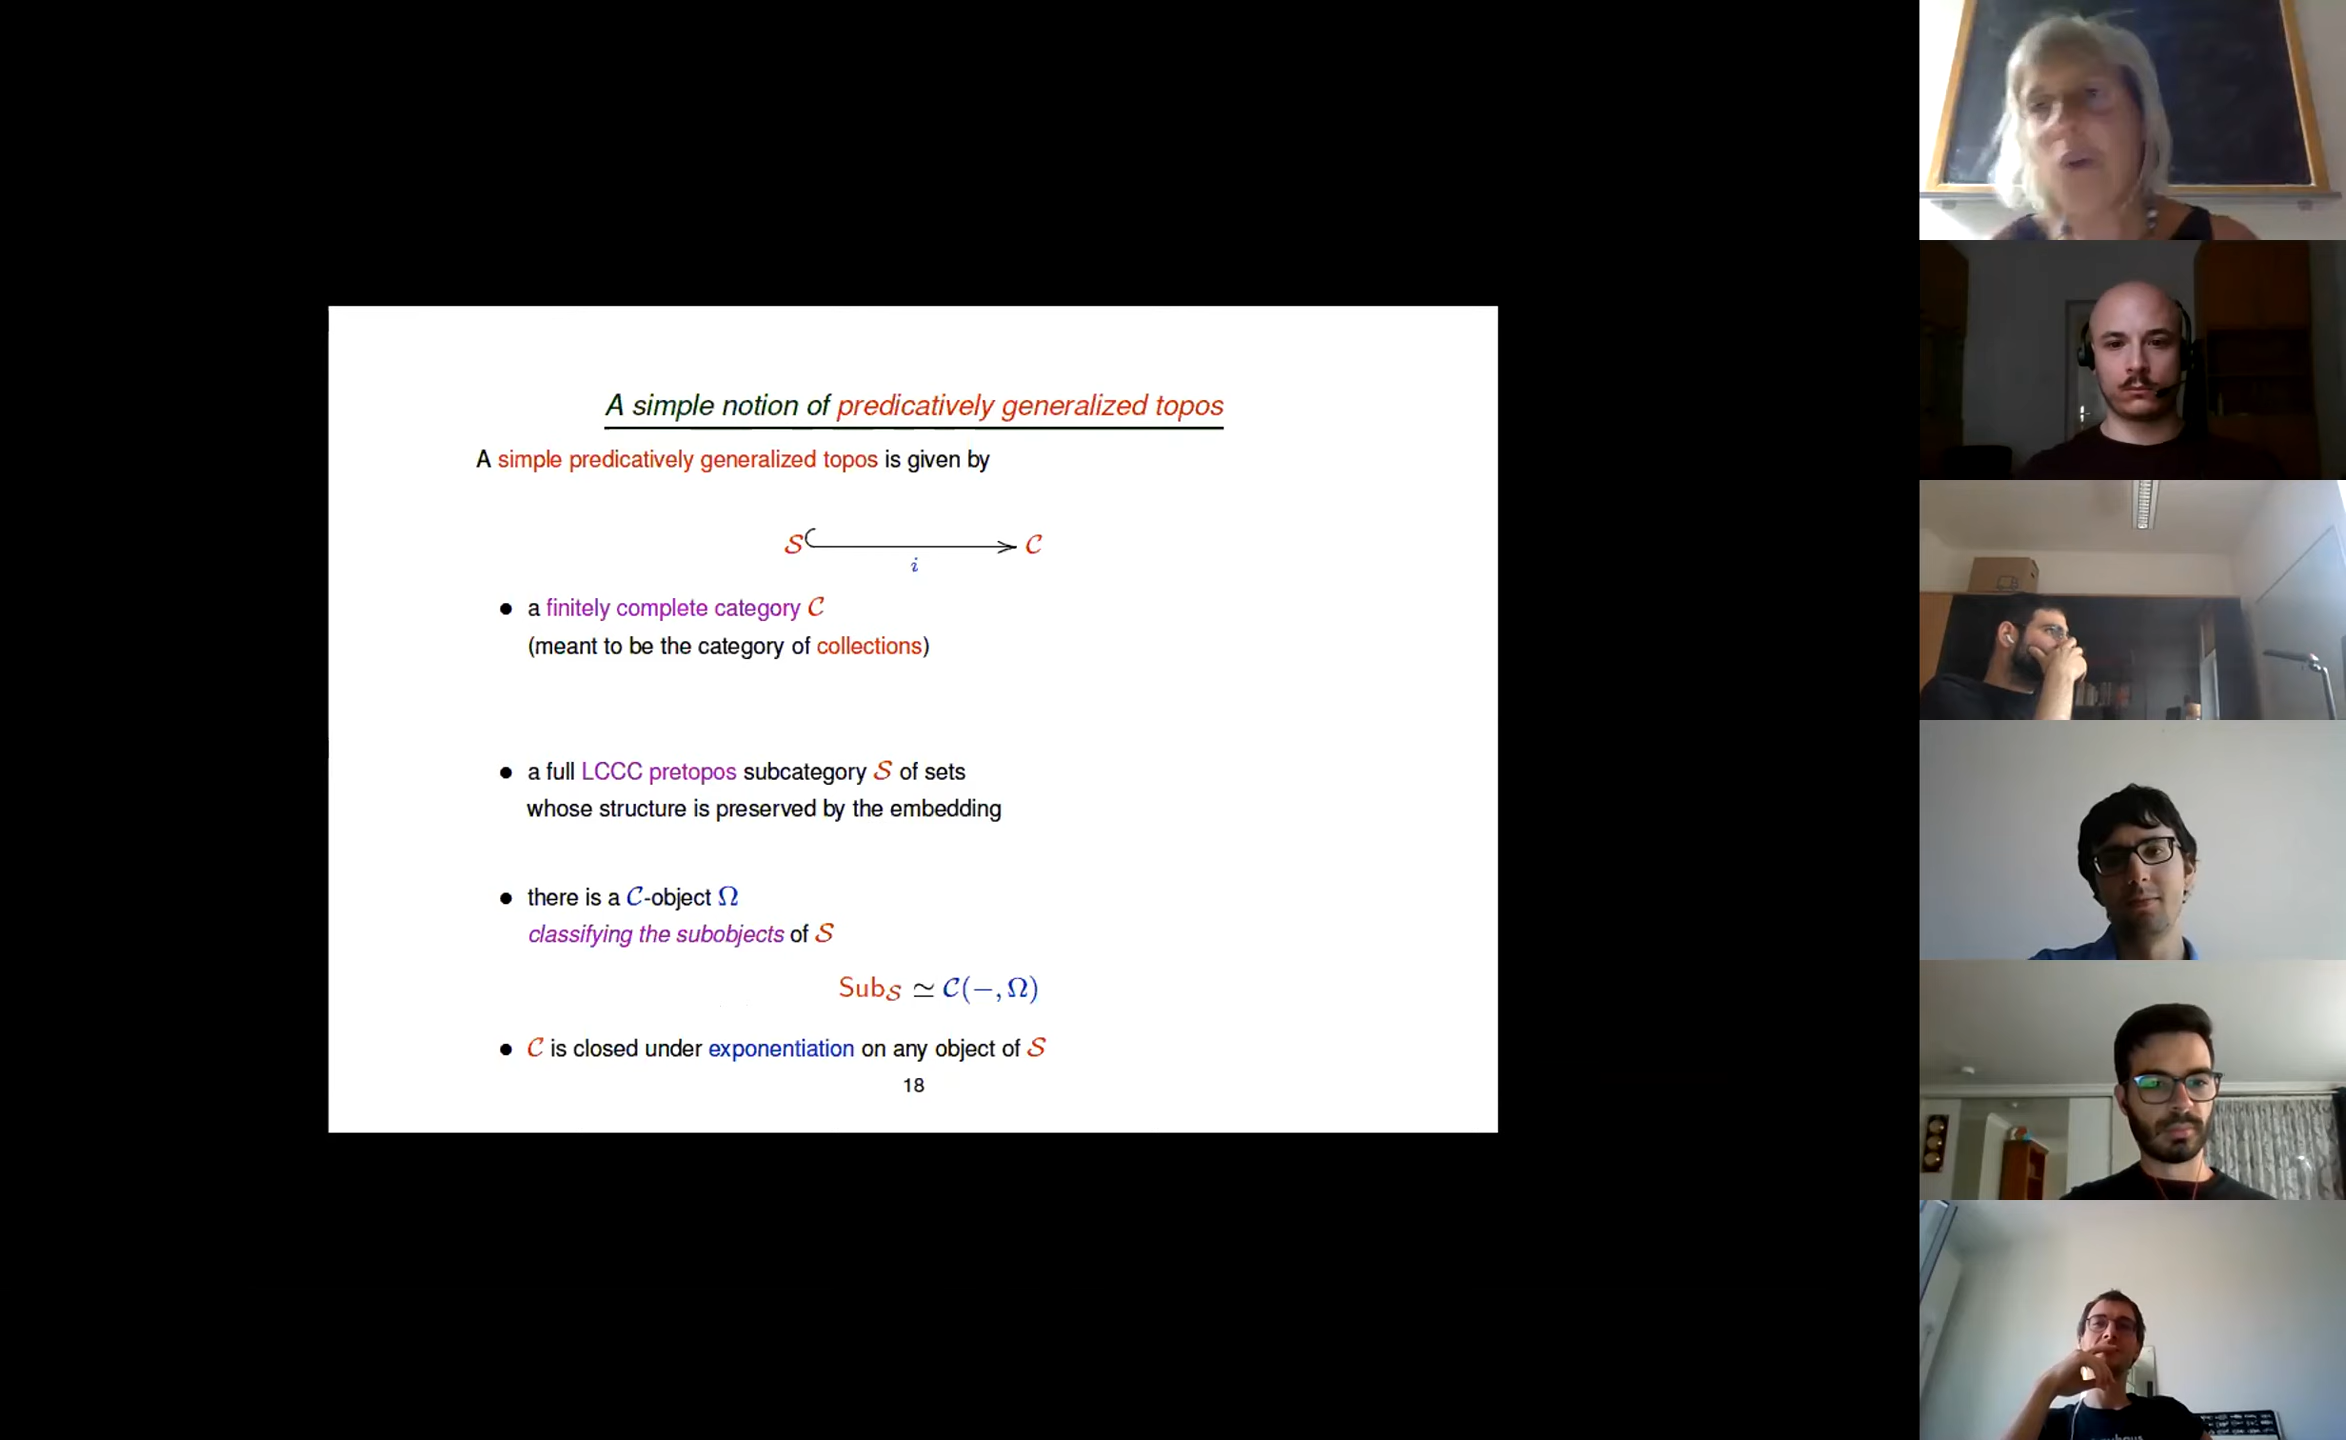 A simple notion of predicatively generalized topos
A simple predicatively generalized topos is given by
𝒮 ↪ 𝒞
i
● a finitely complete category 𝒞
(meant to be the category of collections)
● a full LCCC pretopos subcategory 𝒮 of sets
whose structure is preserved by the embedding
● there is a 𝒞-object Ω
classifying the subobjects of 𝒮
Sub𝒮 ≃ 𝒞(−, Ω)
● 𝒞 is closed under exponentiation on any object of 𝒮
18